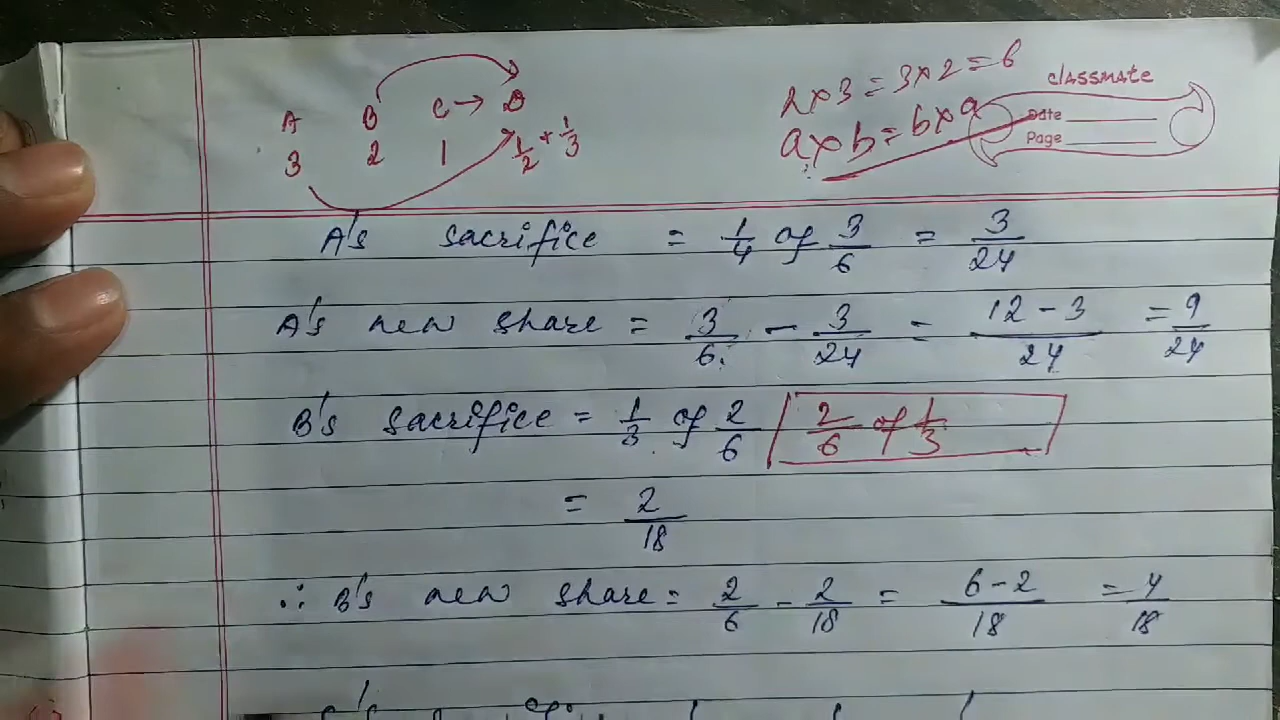 A B C → D
3 2 1 1/2 + 1/3
2×3=3×2=6
a×b=b×a
classmate
Date
Page
A's sacrifice = 1/4 of 3/6 = 3/24
A's new share = 3/6 - 3/24 = 12-3/24 = 9/24
B's sacrifice = 1/3 of 2/6 / 2/6 of 1/3
= 2/18
∴ B's new share = 2/6 - 2/18 = 6-2/18 = 4/18